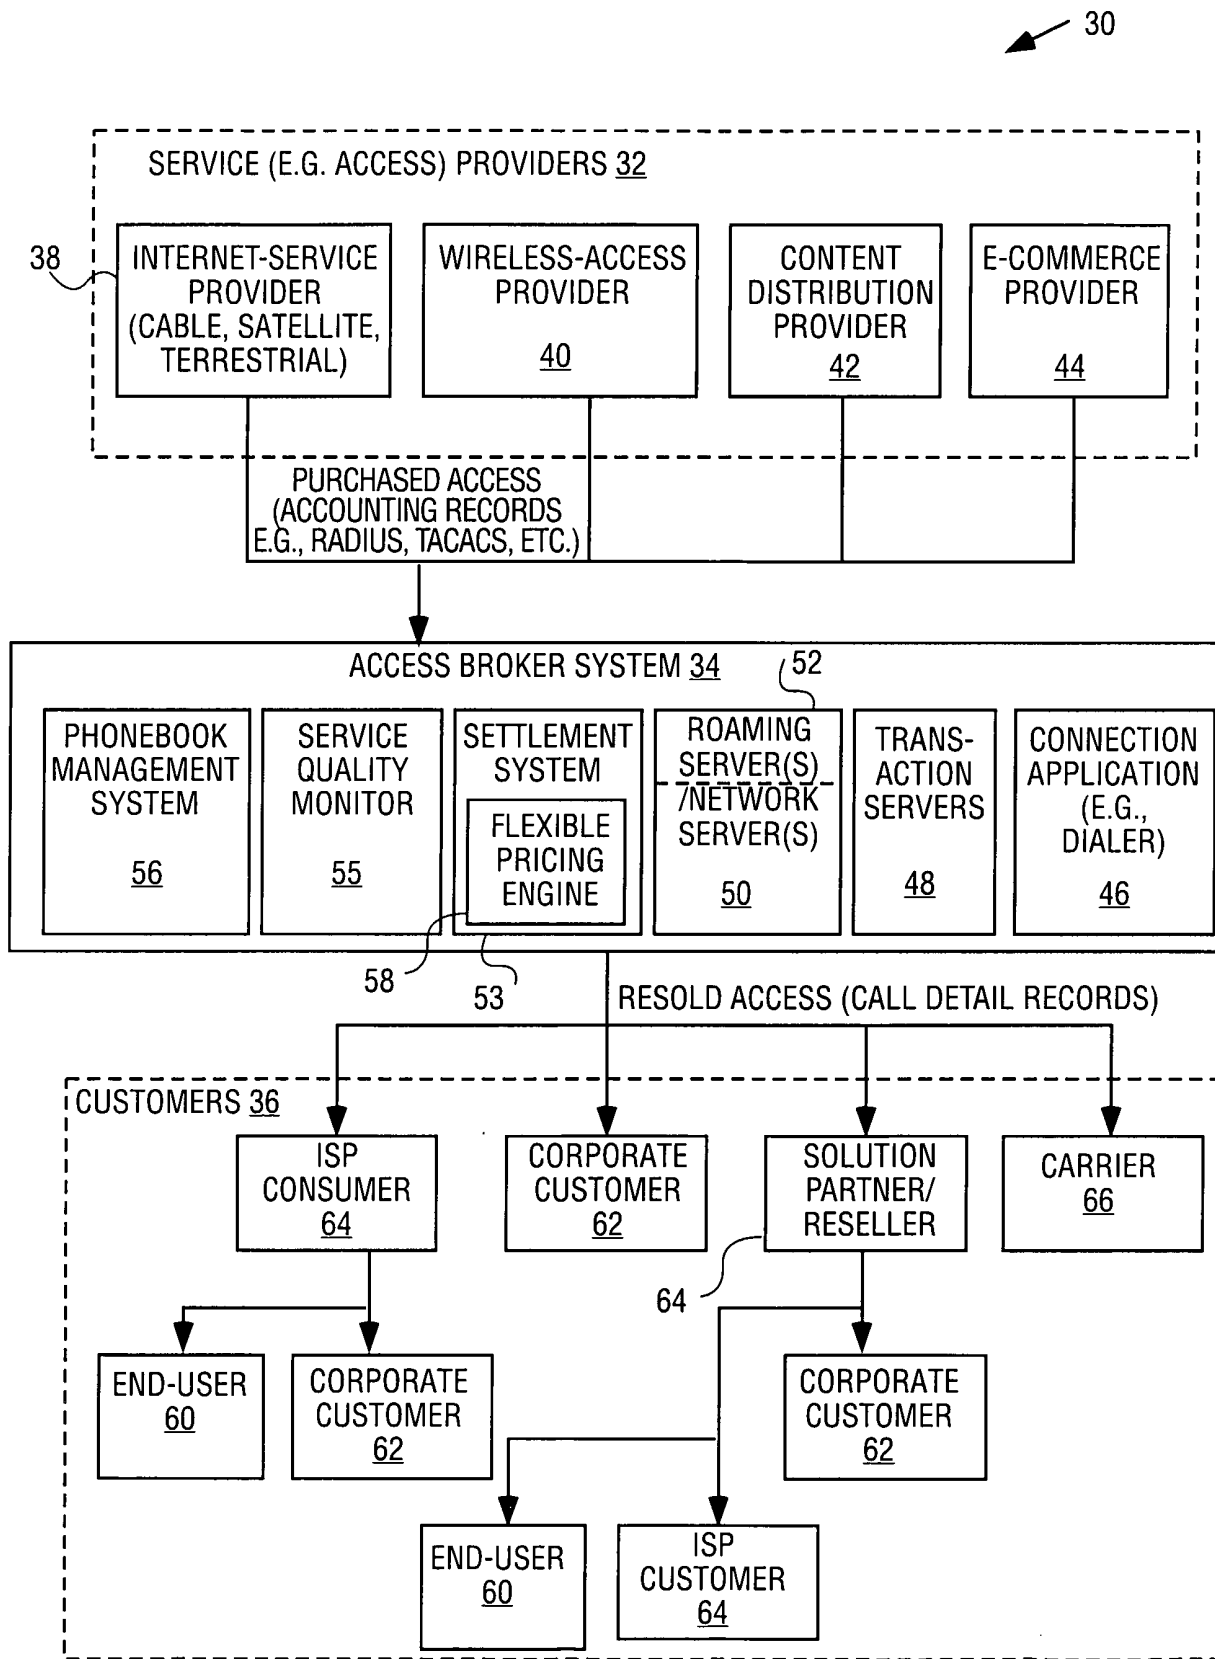 30
SERVICE (E.G. ACCESS) PROVIDERS 32
38
INTERNET-SERVICE
PROVIDER
(CABLE, SATELLITE,
TERRESTRIAL)
WIRELESS-ACCESS
PROVIDER
40
CONTENT
DISTRIBUTION
PROVIDER
42
E-COMMERCE
PROVIDER
44
PURCHASED ACCESS
(ACCOUNTING RECORDS
E.G., RADIUS, TACACS, ETC.)
ACCESS BROKER SYSTEM 34
52
PHONEBOOK
MANAGEMENT
SYSTEM
56
SERVICE
QUALITY
MONITOR
55
SETTLEMENT
SYSTEM
FLEXIBLE
PRICING
ENGINE
58
53
ROAMING
SERVER(S)
/NETWORK
SERVER(S)
50
TRANS-
ACTION
SERVERS
48
CONNECTION
APPLICATION
(E.G.,
DIALER)
46
RESOLD ACCESS (CALL DETAIL RECORDS)
CUSTOMERS 36
ISP
CONSUMER
64
CORPORATE
CUSTOMER
62
SOLUTION
PARTNER/
RESELLER
64
CARRIER
66
END-USER
60
CORPORATE
CUSTOMER
62
CORPORATE
CUSTOMER
62
END-USER
60
ISP
CUSTOMER
64